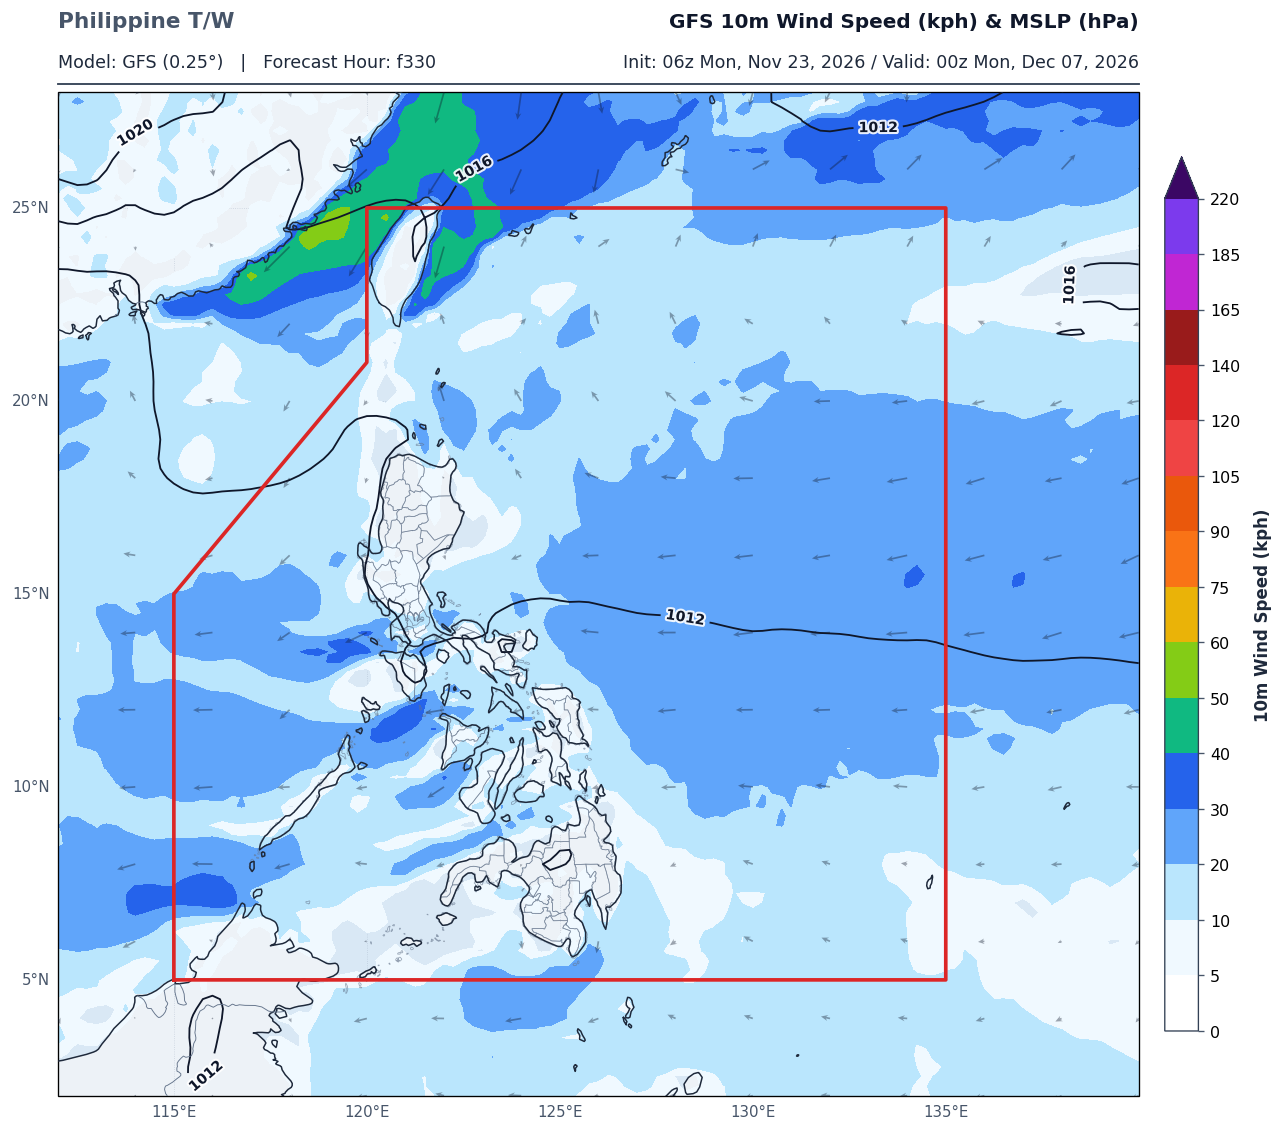 Philippine T/W
GFS 10m Wind Speed (kph) & MSLP (hPa)
Model: GFS (0.25°) | Forecast Hour: f330
Init: 06z Mon, Nov 23, 2026 / Valid: 00z Mon, Dec 07, 2026
1020
1016
1012
1016
1012
1012
25°N
20°N
15°N
10°N
5°N
115°E
120°E
125°E
130°E
135°E
220
185
165
140
120
105
90
75
60
50
40
30
20
10
5
0
10m Wind Speed (kph)